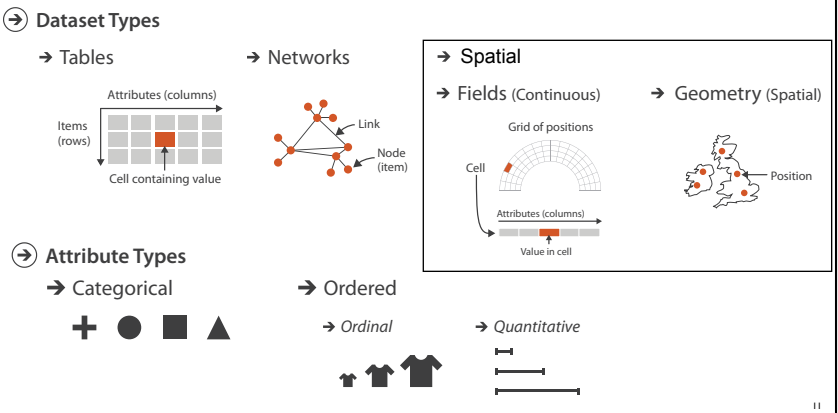 ➔ Dataset Types
➔ Tables
Attributes (columns)
Items
(rows)
Cell containing value
➔ Networks
Link
Node
(item)
➔ Spatial
➔ Fields (Continuous)
Grid of positions
Cell
Attributes (columns)
Value in cell
➔ Geometry (Spatial)
Position
➔ Attribute Types
➔ Categorical
➔ Ordered
➔ Ordinal
➔ Quantitative